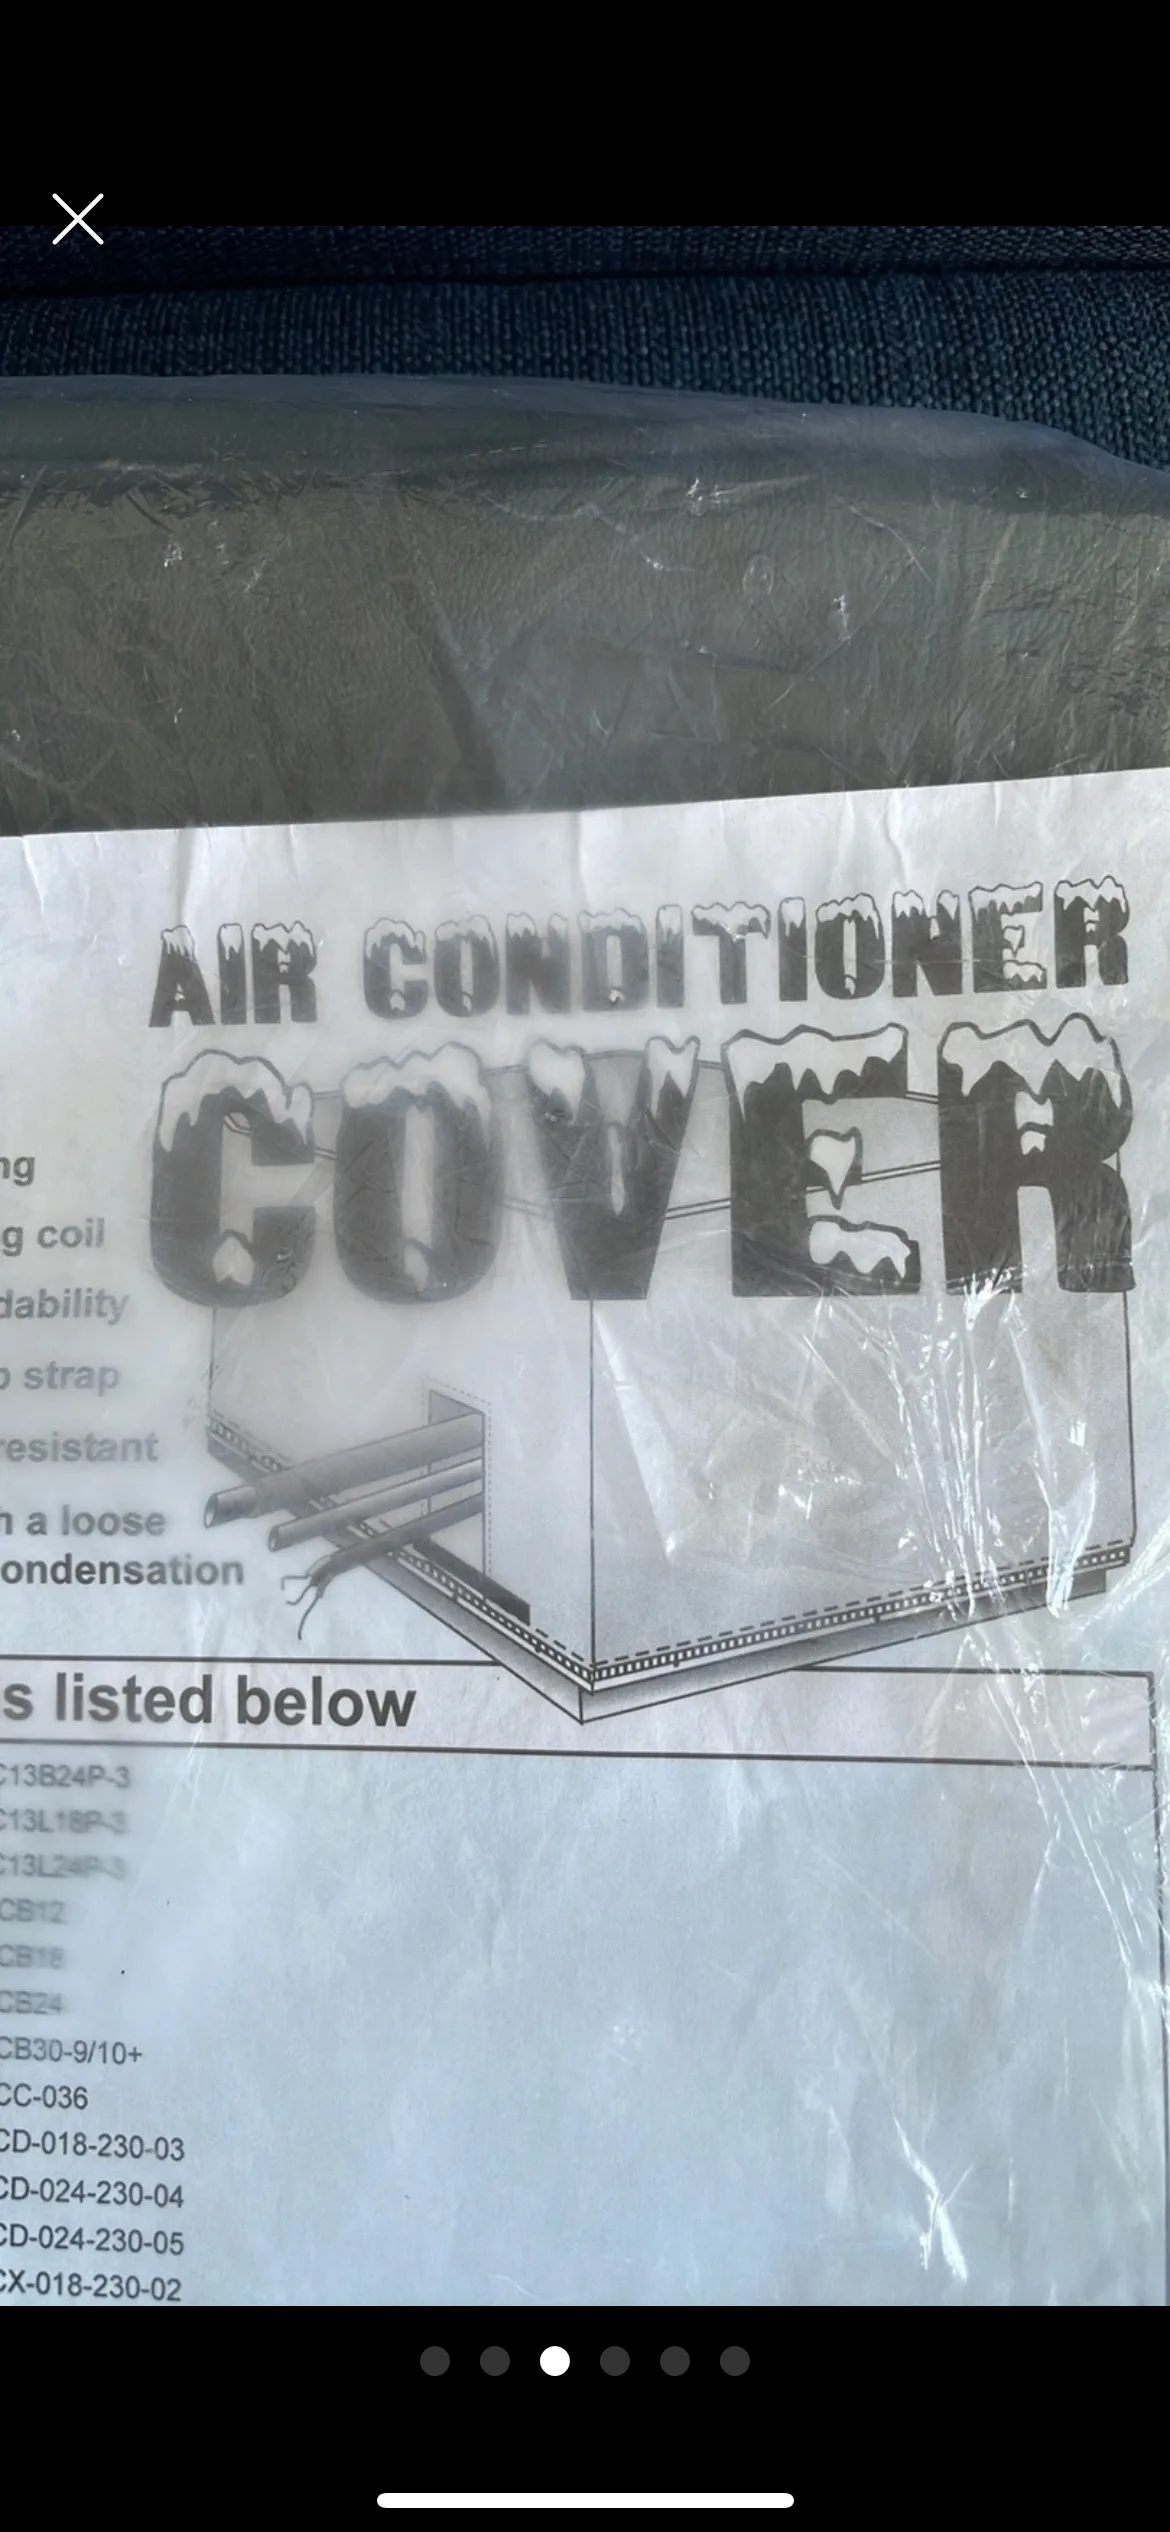 AIR CONDITIONER
COVER
ng
g coil
dability
strap
resistant
h a loose
ondensation
s listed below
C13B24P-3
C13L18P-3
C13L24P-3
CB12
CB18
CB24
CB30-9/10+
CC-036
CD-018-230-03
CD-024-230-04
CD-024-230-05
CX-018-230-02